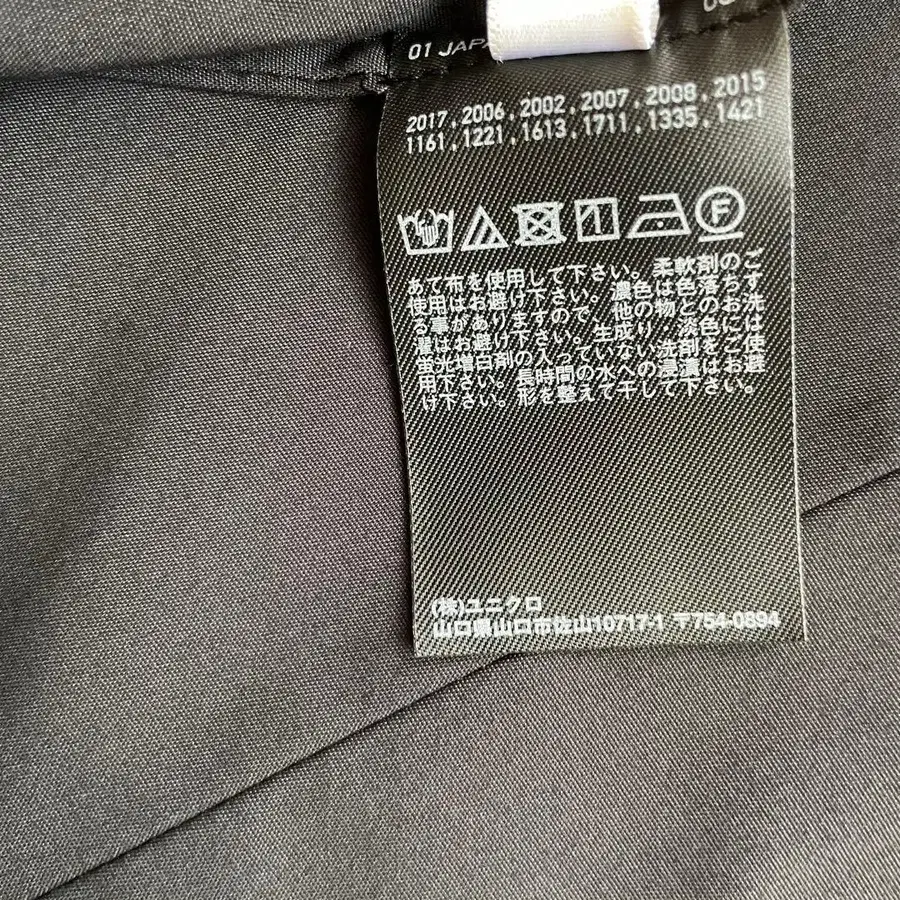 01 JAPA
2017,2006,2002,2007,2008,2015
1161,1221,1613,1711,1335,1421
F
あて布を使用して下さい。柔軟剤のご
使用はお避け下さい。濃色は色落ちす
る事がありますので、他の物とのお洗
濯はお避け下さい。生成り・淡色には
蛍光増白剤の入っていない洗剤をご使
用下さい。長時間の水への浸漬はお避
け下さい。形を整えて干して下さい。
(株)ユニクロ
山口県山口市佐山10717-1 〒754-0894